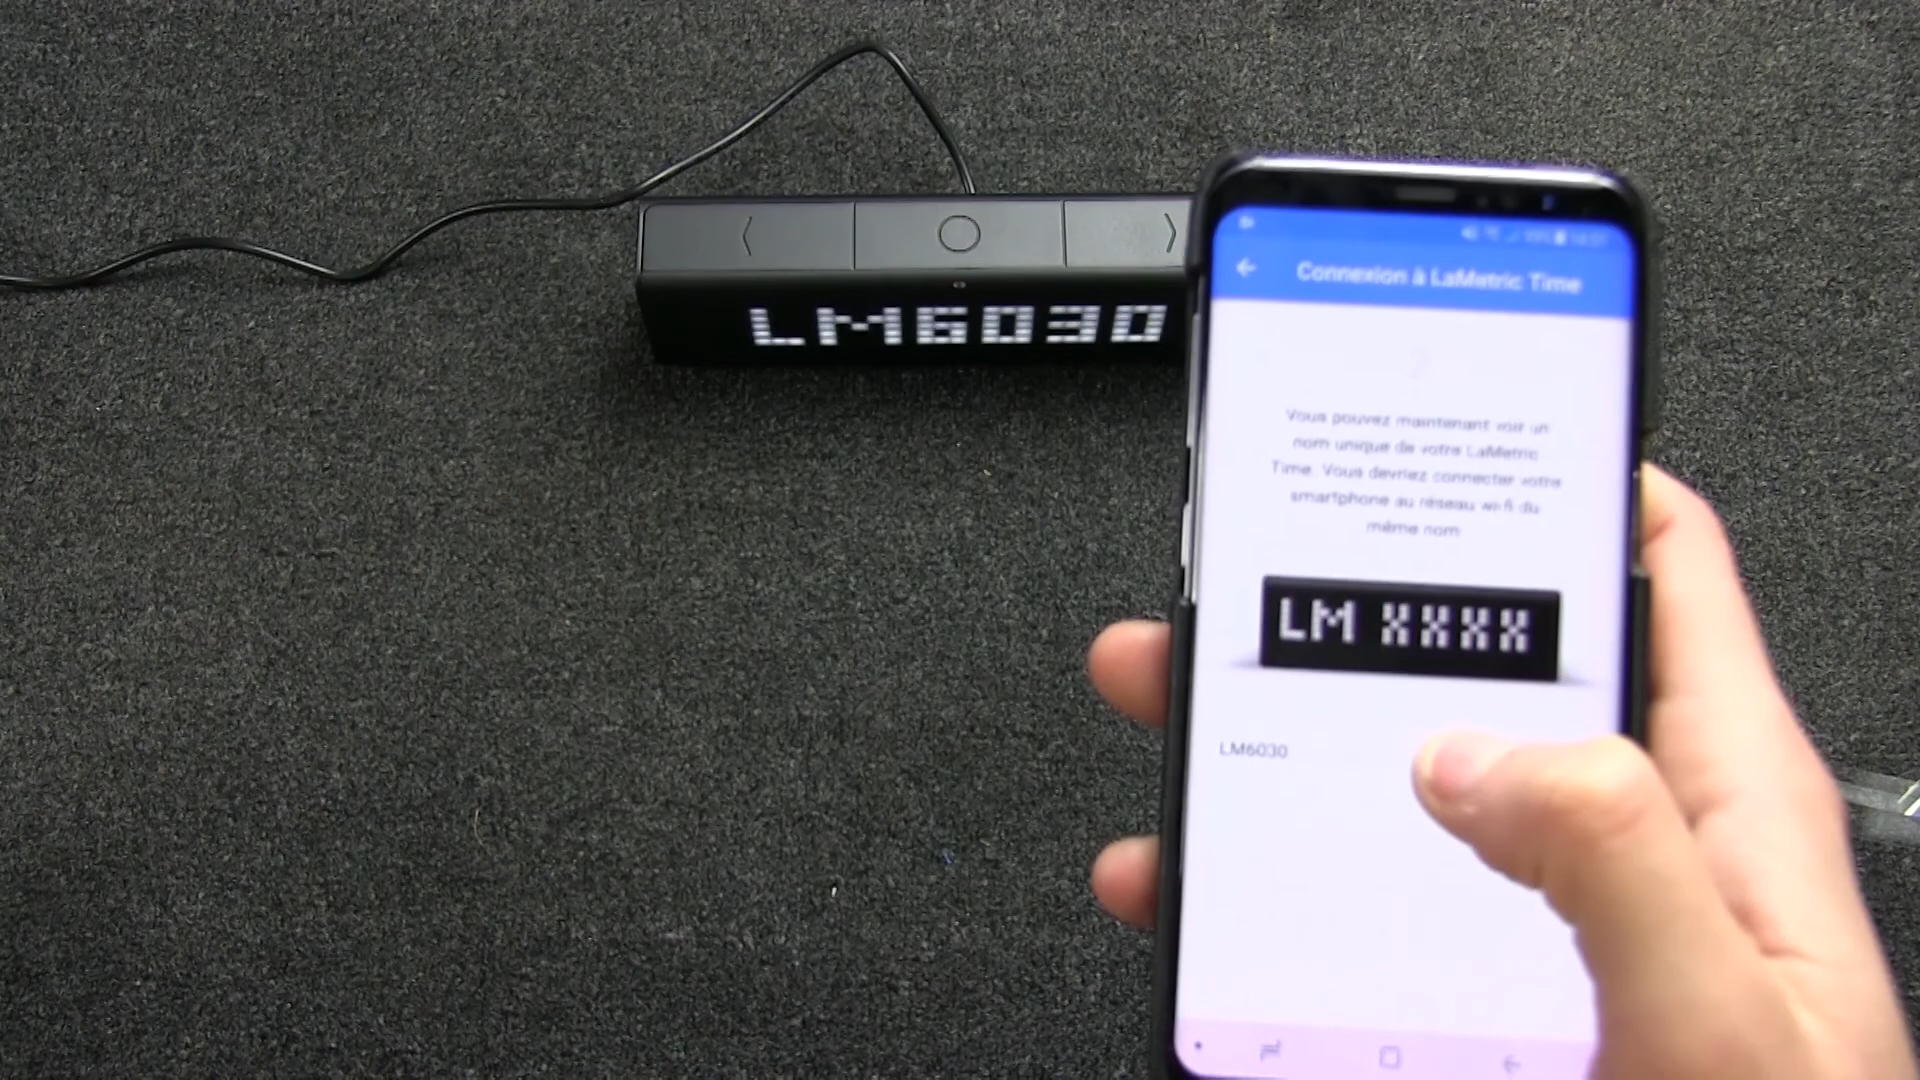 LM6030
Connexion à LaMetric Time
Vous pouvez maintenant voir un
nom unique de votre LaMetric
Time. Vous devriez connecter votre
smartphone au réseau wi-fi du
même nom
LM XXXX
LM6030